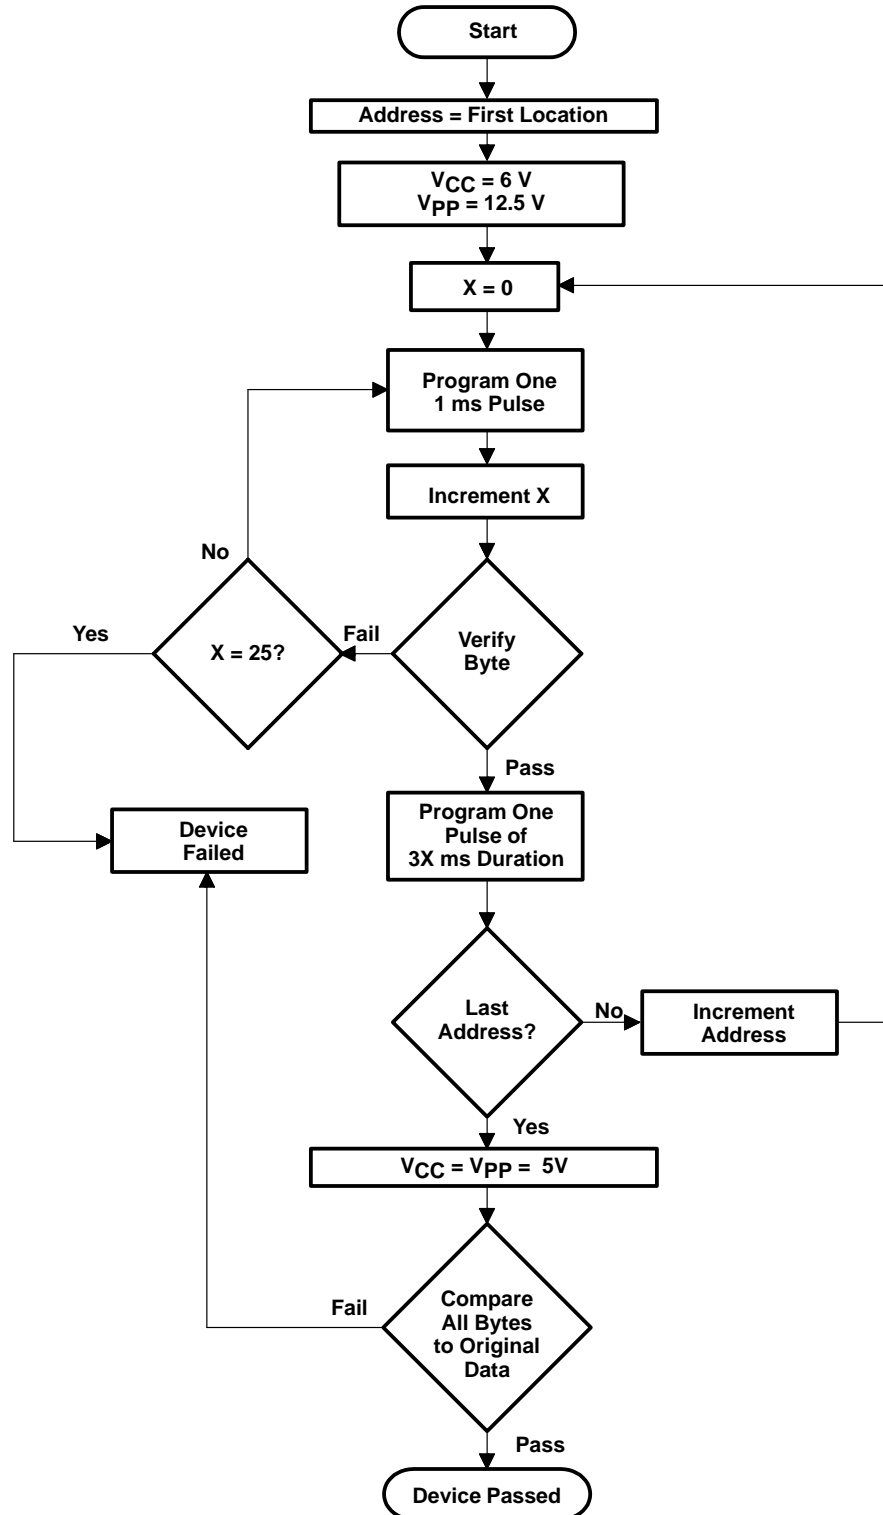 Start
Address = First Location
VCC = 6 V
VPP = 12.5 V
X = 0
Program One
1 ms Pulse
Increment X
No
Yes
X = 25?
Fail
Verify
Byte
Pass
Device
Failed
Program One
Pulse of
3X ms Duration
Last
Address?
No
Increment
Address
Yes
VCC = VPP = 5V
Fail
Compare
All Bytes
to Original
Data
Pass
Device Passed